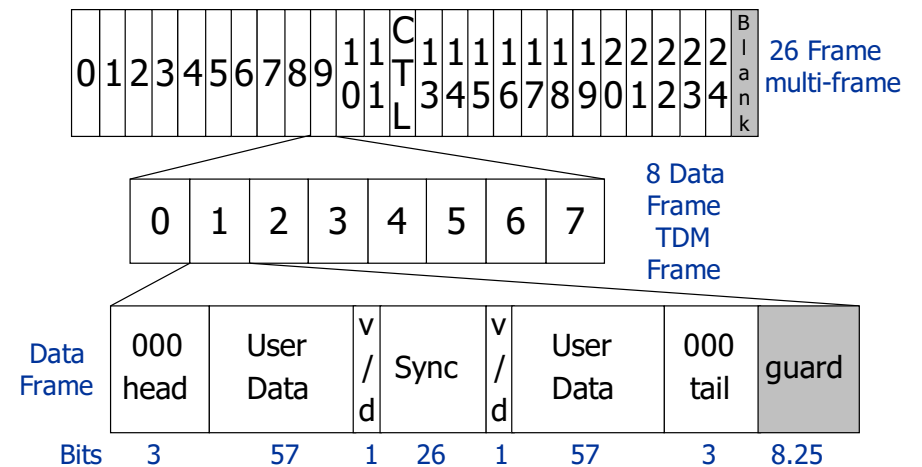 0 1 2 3 4 5 6 7 8 9 10 11 CTL 13 14 15 16 17 18 19 20 21 22 23 24 Blank
26 Frame
multi-frame
0 1 2 3 4 5 6 7
8 Data
Frame
TDM
Frame
Data
Frame
000
head
User
Data
v
/
d
Sync
v
/
d
User
Data
000
tail
guard
Bits 3 57 1 26 1 57 3 8.25